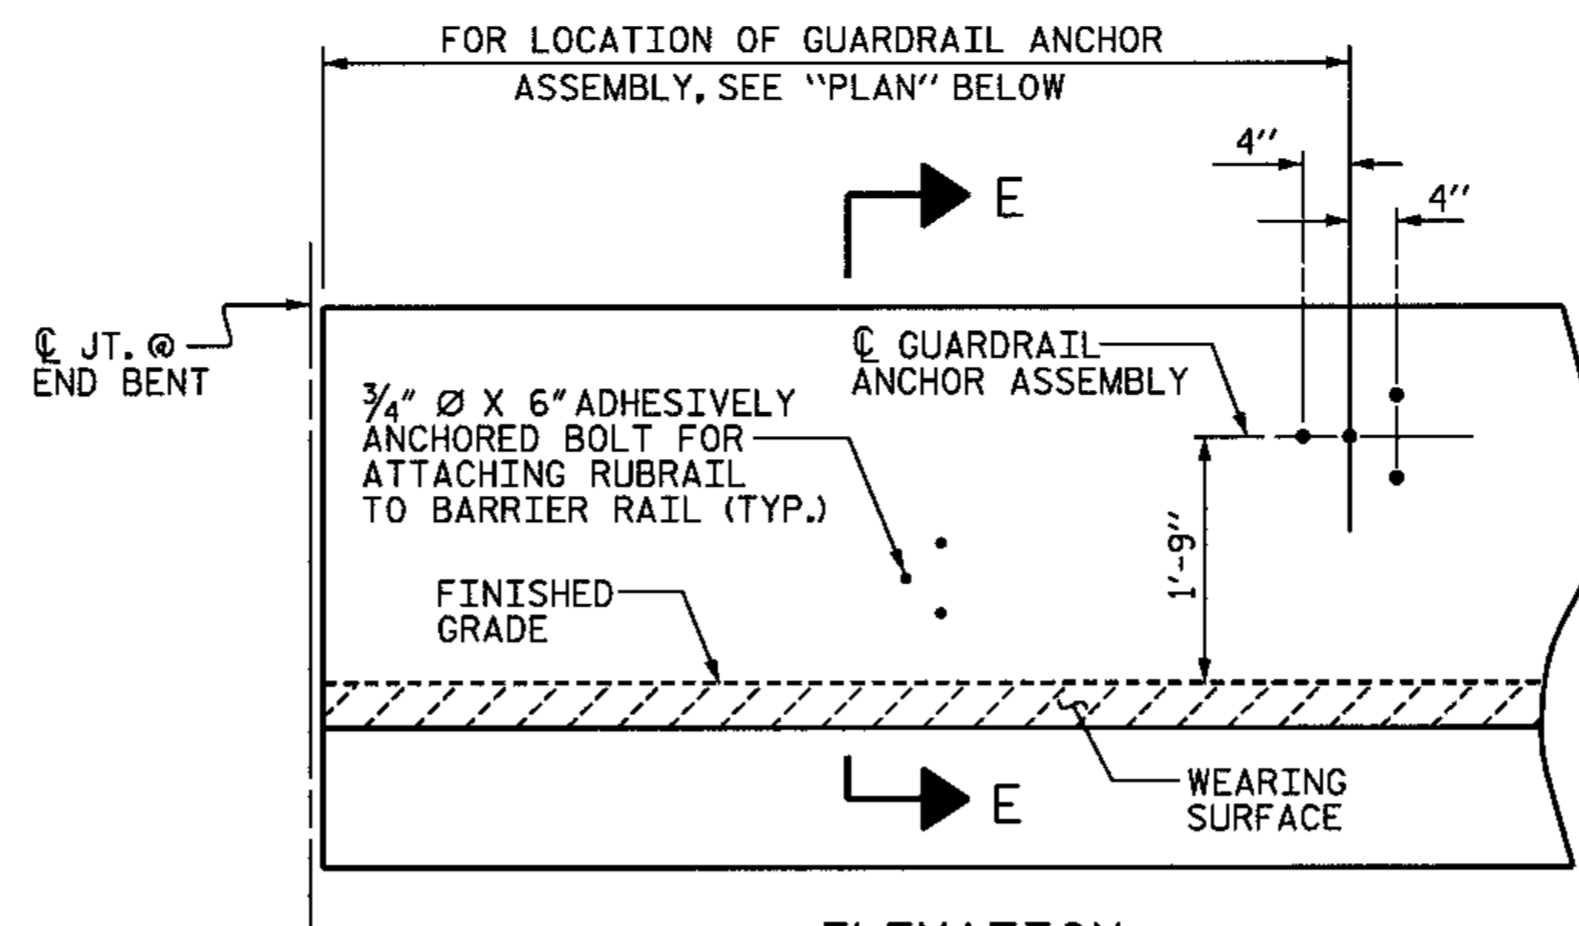 FOR LOCATION OF GUARDRAIL ANCHOR
ASSEMBLY, SEE "PLAN" BELOW
4"
4"
E
℄ JT. @
END BENT
℄ GUARDRAIL
ANCHOR ASSEMBLY
3/4" Ø X 6" ADHESIVELY
ANCHORED BOLT FOR
ATTACHING RUBRAIL
TO BARRIER RAIL (TYP.)
1'-9"
FINISHED
GRADE
E
WEARING
SURFACE